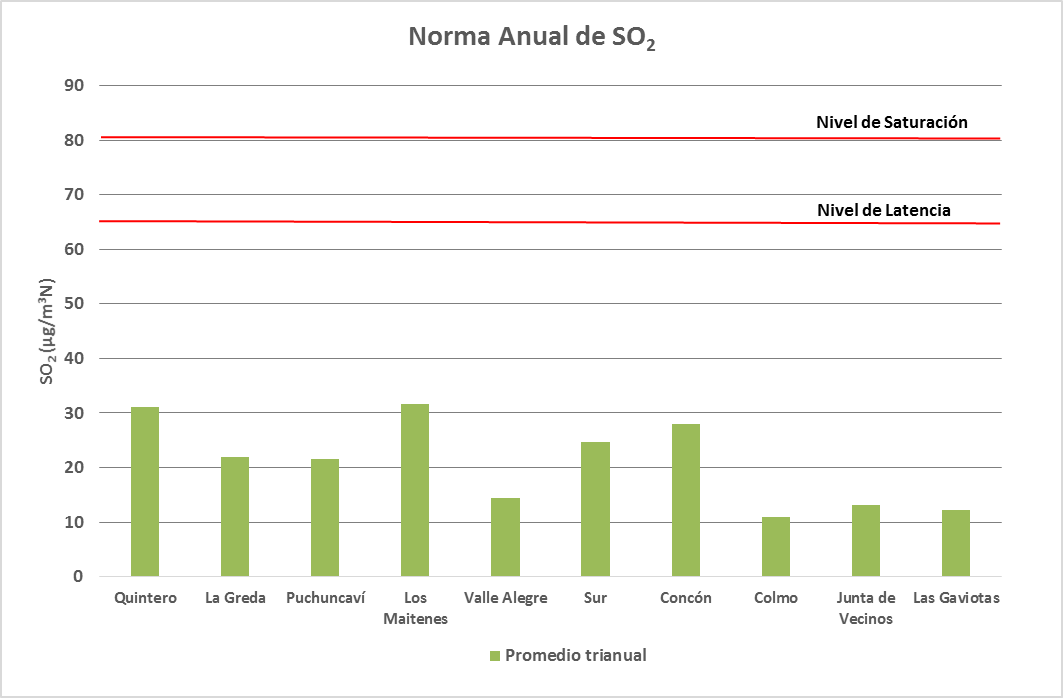 Norma Anual de SO₂
90
80
70
60
50
40
30
20
10
0
SO₂ (µg/m³N)
Nivel de Saturación
Nivel de Latencia
Quintero
La Greda
Puchuncaví
Los
Maitenes
Valle Alegre
Sur
Concón
Colmo
Junta de
Vecinos
Las Gaviotas
Promedio trianual